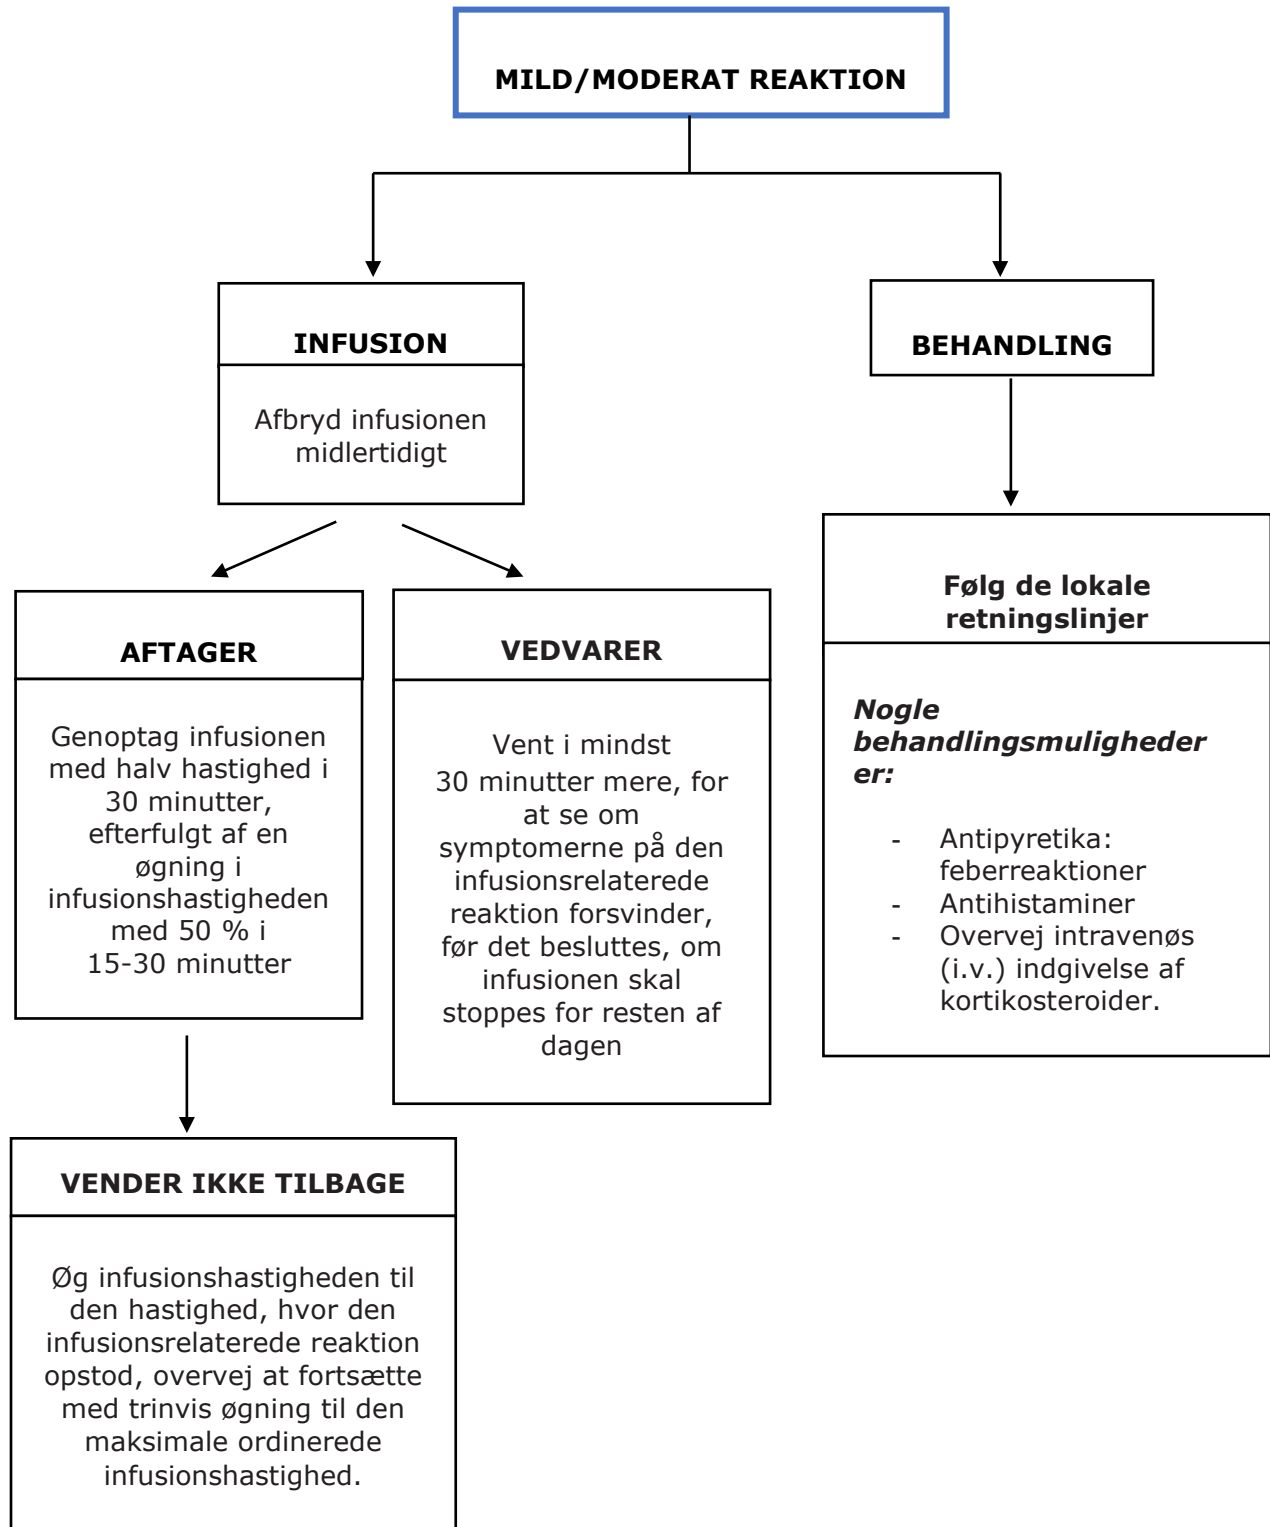 MILD/MODERAT REAKTION
INFUSION
Afbryd infusionen
midlertidigt
BEHANDLING
AFTAGER
Genoptag infusionen
med halv hastighed i
30 minutter,
efterfulgt af en
øgning i
infusionshastigheden
med 50 % i
15-30 minutter
VEDVARER
Vent i mindst
30 minutter mere, for
at se om
symptomerne på den
infusionsrelaterede
reaktion forsvinder,
før det besluttes, om
infusionen skal
stoppes for resten af
dagen
Følg de lokale
retningslinjer
Nogle
behandlingsmuligheder
er:
- Antipyretika:
feberreaktioner
- Antihistaminer
- Overvej intravenøs
(i.v.) indgivelse af
kortikosteroider.
VENDER IKKE TILBAGE
Øg infusionshastigheden til
den hastighed, hvor den
infusionsrelaterede reaktion
opstod, overvej at fortsætte
med trinvis øgning til den
maksimale ordinerede
infusionshastighed.